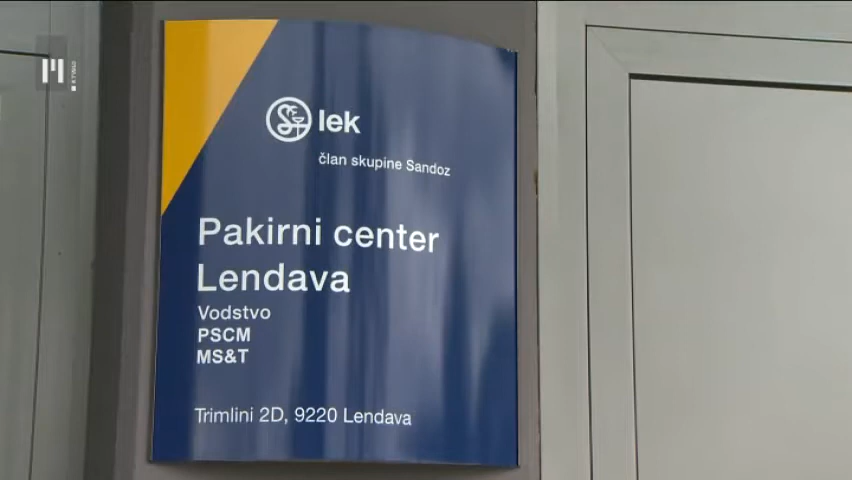 lek
član skupine Sandoz
Pakirni center
Lendava
Vodstvo
PSCM
MS&T
Trimlini 2D, 9220 Lendava